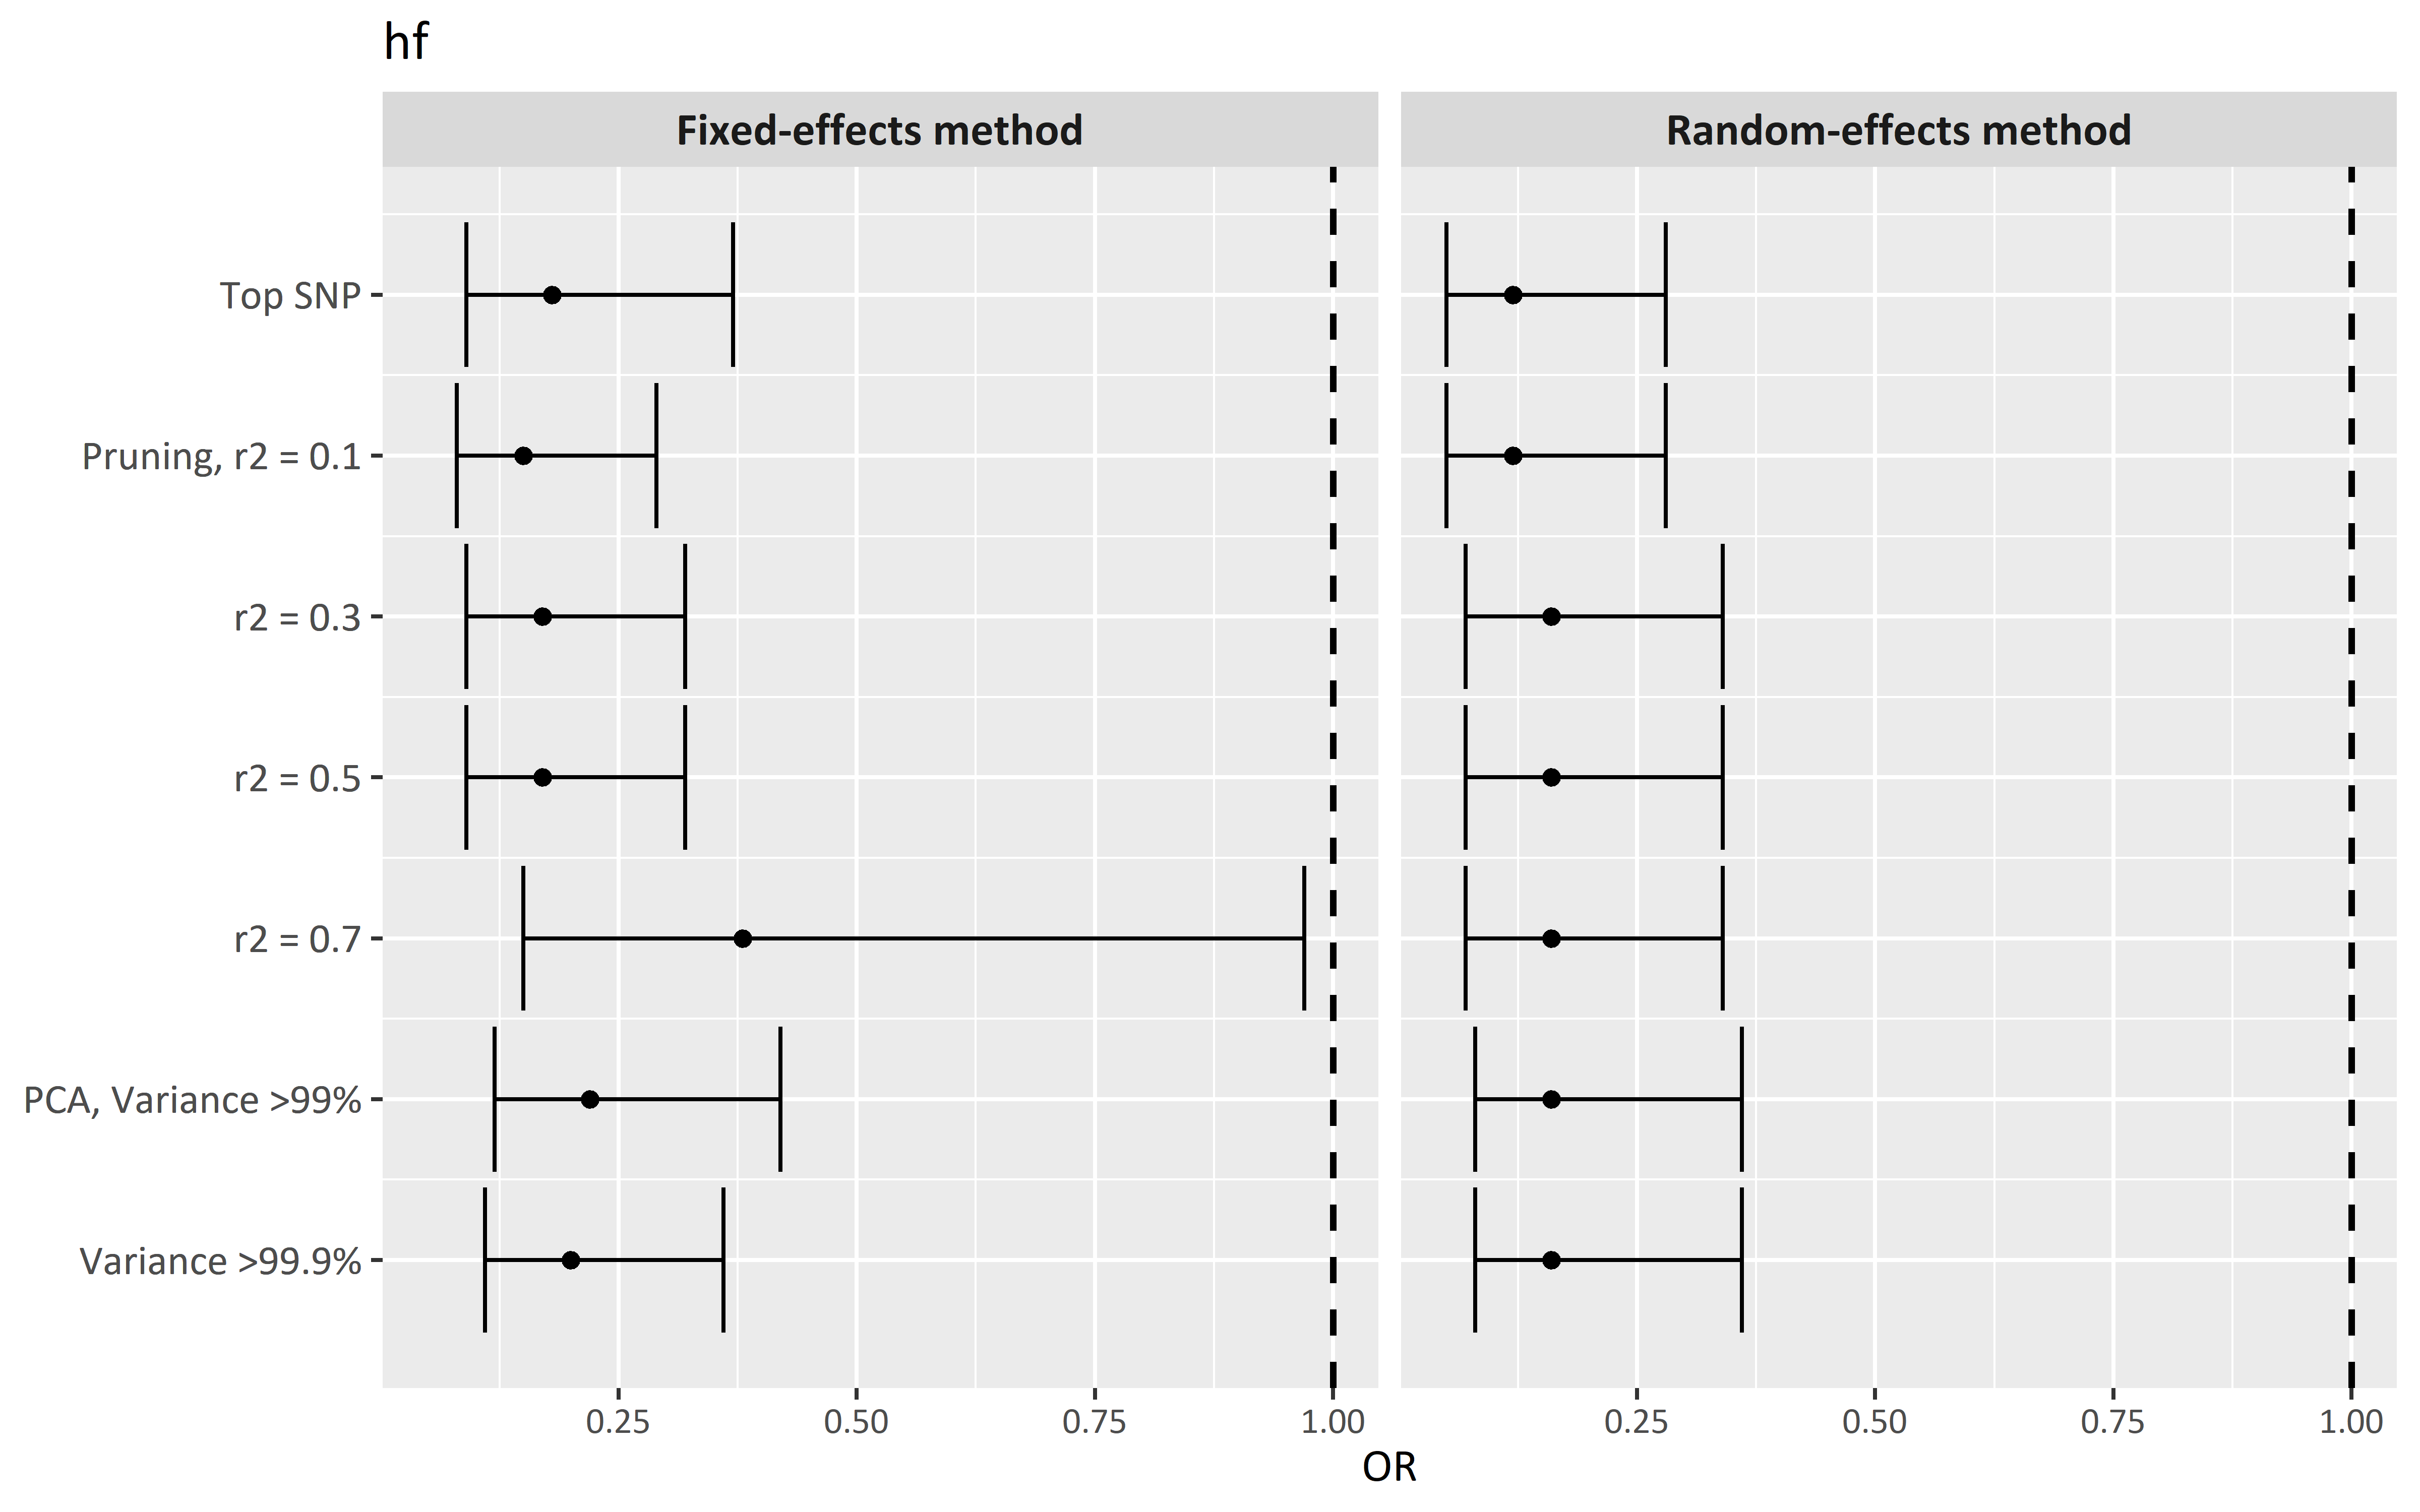 hf
Fixed-effects method
Random-effects method
Top SNP
Pruning, r2 = 0.1
r2 = 0.3
r2 = 0.5
r2 = 0.7
PCA, Variance >99%
Variance >99.9%
0.25 0.50 0.75 1.00
0.25 0.50 0.75 1.00
OR